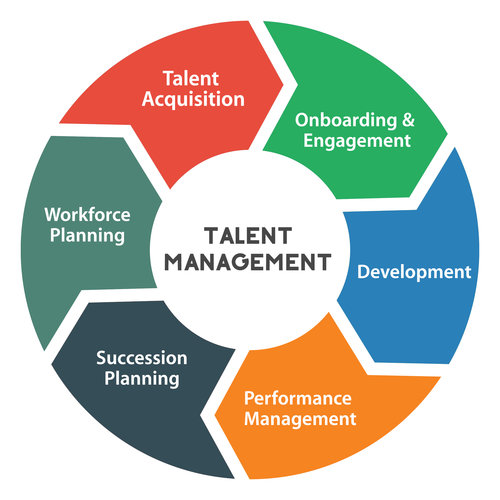 TALENT
MANAGEMENT
Talent
Acquisition
Onboarding &
Engagement
Development
Performance
Management
Succession
Planning
Workforce
Planning